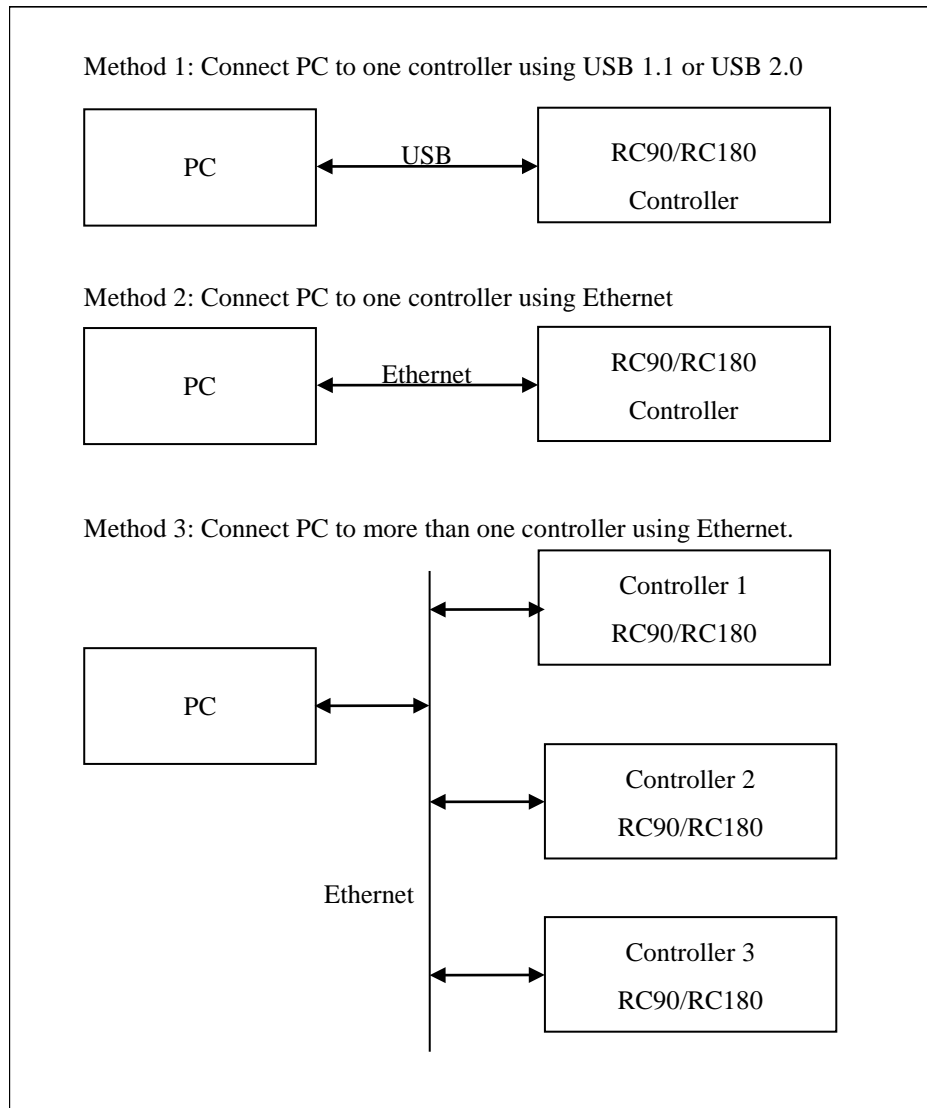 Method 1: Connect PC to one controller using USB 1.1 or USB 2.0
PC
USB
RC90/RC180
Controller
Method 2: Connect PC to one controller using Ethernet
PC
Ethernet
RC90/RC180
Controller
Method 3: Connect PC to more than one controller using Ethernet.
Controller 1
RC90/RC180
PC
Controller 2
RC90/RC180
Ethernet
Controller 3
RC90/RC180